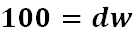 100 = dw